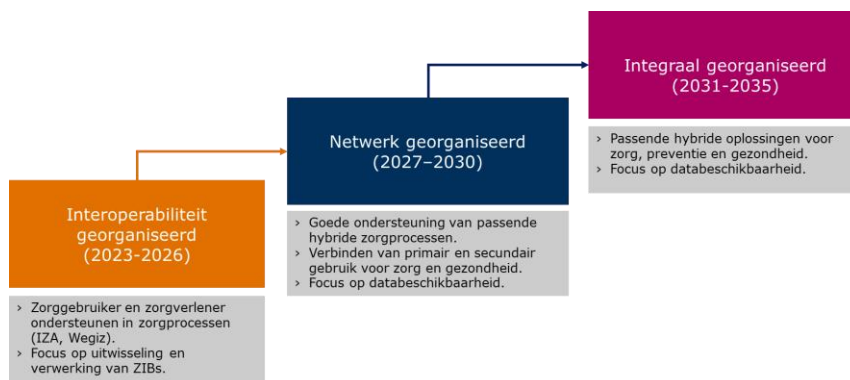 Interoperabiliteit
georganiseerd
(2023-2026)
› Zorggebruiker en zorgverlener
ondersteunen in zorgprocessen
(IZA, Wegiz).
› Focus op uitwisseling en
verwerking van ZIBs.
Netwerk georganiseerd
(2027–2030)
› Goede ondersteuning van passende
hybride zorgprocessen.
› Verbinden van primair en secundair
gebruik voor zorg en gezondheid.
› Focus op databeschikbaarheid.
Integraal georganiseerd
(2031-2035)
› Passende hybride oplossingen voor
zorg, preventie en gezondheid.
› Focus op databeschikbaarheid.